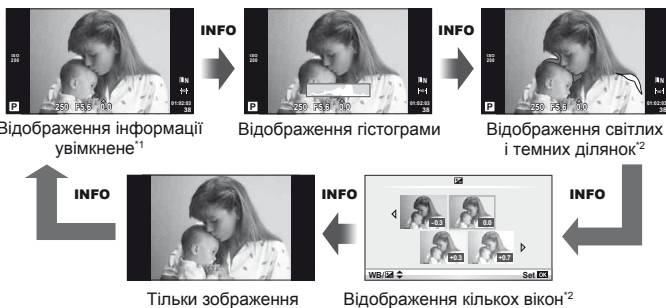 INFO
INFO
ISO
200
N
01:02:03
38
P
250 F5.6 0.0
ISO
200
N
01:02:03
38
P
250 F5.6 0.0
ISO
200
N
01:02:03
38
P
250 F5.6 0.0
Відображення інформації
увімкнене*1
Відображення гістограми
Відображення світлих
і темних ділянок*2
INFO
INFO
INFO
-0.3
0.0
+0.3
+0.7
WB/
Set OK
Тільки зображення
Відображення кількох вікон*2